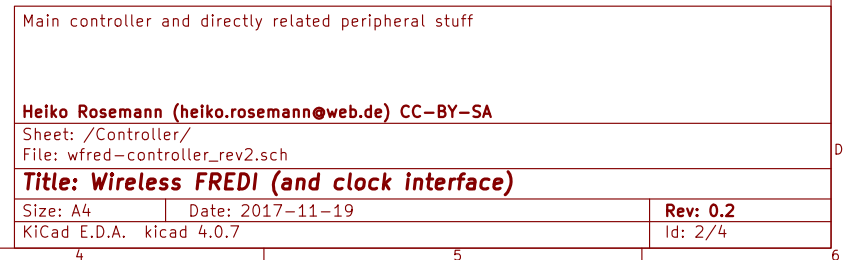 Main controller and directly related peripheral stuff
Heiko Rosemann (heiko.rosemann@web.de) CC-BY-SA
Sheet: /Controller/
File: wfred-controller_rev2.sch
Title: Wireless FREDI (and clock interface)
Size: A4 Date: 2017-11-19 Rev: 0.2
KiCad E.D.A. kicad 4.0.7 Id: 2/4
D
4 5 6